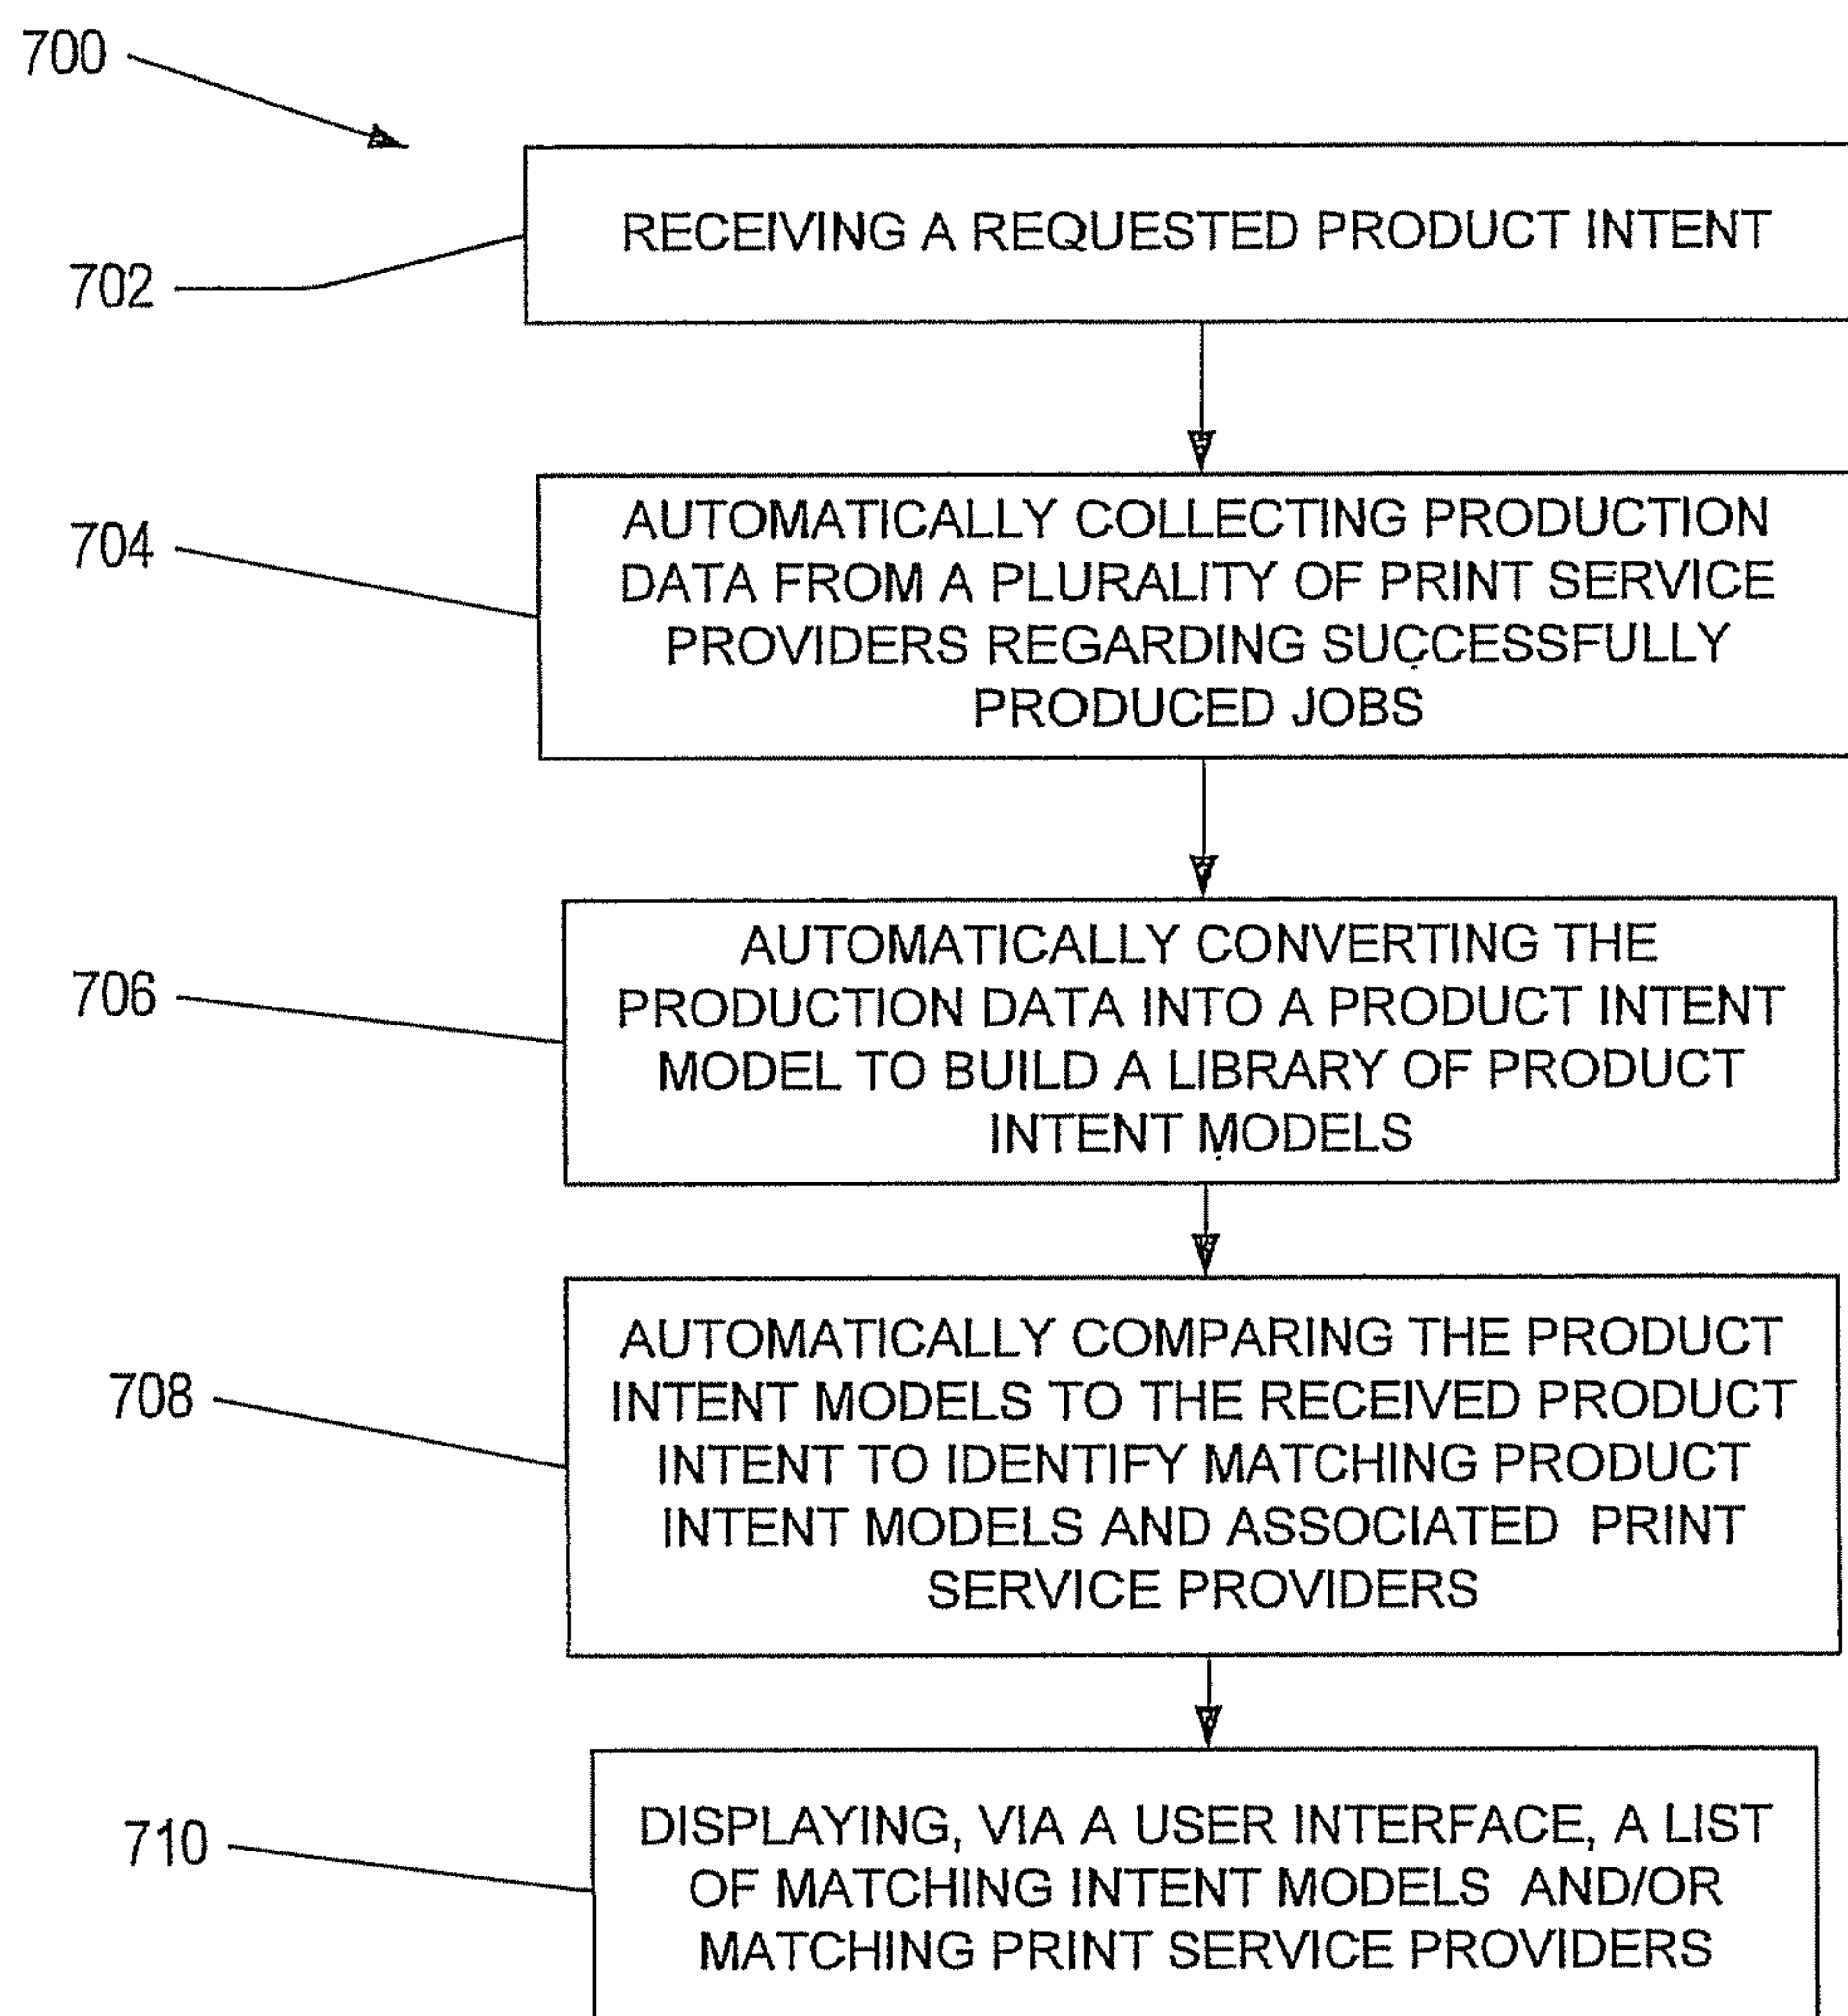 700
702
RECEIVING A REQUESTED PRODUCT INTENT
704
AUTOMATICALLY COLLECTING PRODUCTION
DATA FROM A PLURALITY OF PRINT SERVICE
PROVIDERS REGARDING SUCCESSFULLY
PRODUCED JOBS
706
AUTOMATICALLY CONVERTING THE
PRODUCTION DATA INTO A PRODUCT INTENT
MODEL TO BUILD A LIBRARY OF PRODUCT
INTENT MODELS
708
AUTOMATICALLY COMPARING THE PRODUCT
INTENT MODELS TO THE RECEIVED PRODUCT
INTENT TO IDENTIFY MATCHING PRODUCT
INTENT MODELS AND ASSOCIATED PRINT
SERVICE PROVIDERS
710
DISPLAYING, VIA A USER INTERFACE, A LIST
OF MATCHING INTENT MODELS AND/OR
MATCHING PRINT SERVICE PROVIDERS